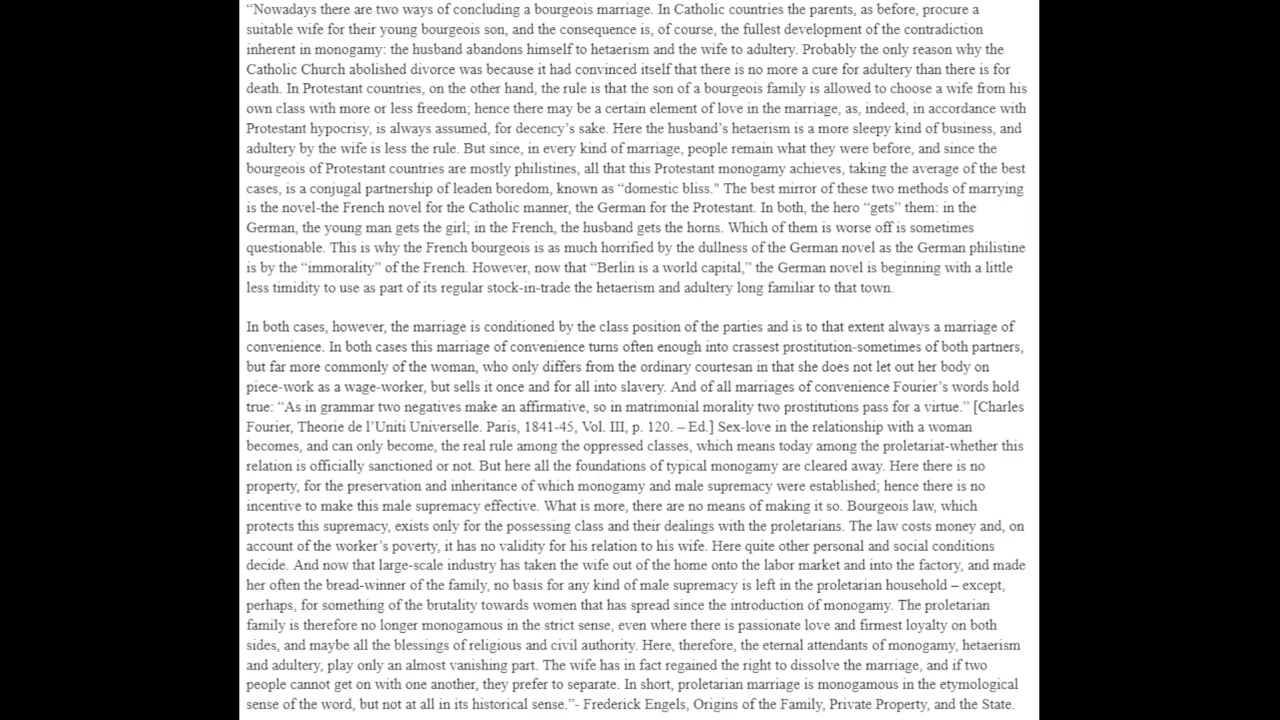 “Nowadays there are two ways of concluding a bourgeois marriage. In Catholic countries the parents, as before, procure a
suitable wife for their young bourgeois son, and the consequence is, of course, the fullest development of the contradiction
inherent in monogamy: the husband abandons himself to hetaerism and the wife to adultery. Probably the only reason why the
Catholic Church abolished divorce was because it had convinced itself that there is no more a cure for adultery than there is for
death. In Protestant countries, on the other hand, the rule is that the son of a bourgeois family is allowed to choose a wife from his
own class with more or less freedom; hence there may be a certain element of love in the marriage, as, indeed, in accordance with
Protestant hypocrisy, is always assumed, for decency’s sake. Here the husband’s hetaerism is a more sleepy kind of business, and
adultery by the wife is less the rule. But since, in every kind of marriage, people remain what they were before, and since the
bourgeois of Protestant countries are mostly philistines, all that this Protestant monogamy achieves, taking the average of the best
cases, is a conjugal partnership of leaden boredom, known as “domestic bliss." The best mirror of these two methods of marrying
is the novel-the French novel for the Catholic manner, the German for the Protestant. In both, the hero “gets” them: in the
German, the young man gets the girl; in the French, the husband gets the horns. Which of them is worse off is sometimes
questionable. This is why the French bourgeois is as much horrified by the dullness of the German novel as the German philistine
is by the “immorality” of the French. However, now that “Berlin is a world capital,” the German novel is beginning with a little
less timidity to use as part of its regular stock-in-trade the hetaerism and adultery long familiar to that town.
In both cases, however, the marriage is conditioned by the class position of the parties and is to that extent always a marriage of
convenience. In both cases this marriage of convenience turns often enough into crassest prostitution-sometimes of both partners,
but far more commonly of the woman, who only differs from the ordinary courtesan in that she does not let out her body on
piece-work as a wage-worker, but sells it once and for all into slavery. And of all marriages of convenience Fourier’s words hold
true: “As in grammar two negatives make an affirmative, so in matrimonial morality two prostitutions pass for a virtue.” [Charles
Fourier, Theorie de l’Uniti Universelle. Paris, 1841-45, Vol. III, p. 120. – Ed.] Sex-love in the relationship with a woman
becomes, and can only become, the real rule among the oppressed classes, which means today among the proletariat-whether this
relation is officially sanctioned or not. But here all the foundations of typical monogamy are cleared away. Here there is no
property, for the preservation and inheritance of which monogamy and male supremacy were established; hence there is no
incentive to make this male supremacy effective. What is more, there are no means of making it so. Bourgeois law, which
protects this supremacy, exists only for the possessing class and their dealings with the proletarians. The law costs money and, on
account of the worker’s poverty, it has no validity for his relation to his wife. Here quite other personal and social conditions
decide. And now that large-scale industry has taken the wife out of the home onto the labor market and into the factory, and made
her often the bread-winner of the family, no basis for any kind of male supremacy is left in the proletarian household – except,
perhaps, for something of the brutality towards women that has spread since the introduction of monogamy. The proletarian
family is therefore no longer monogamous in the strict sense, even where there is passionate love and firmest loyalty on both
sides, and maybe all the blessings of religious and civil authority. Here, therefore, the eternal attendants of monogamy, hetaerism
and adultery, play only an almost vanishing part. The wife has in fact regained the right to dissolve the marriage, and if two
people cannot get on with one another, they prefer to separate. In short, proletarian marriage is monogamous in the etymological
sense of the word, but not at all in its historical sense.”- Frederick Engels, Origins of the Family, Private Property, and the State.